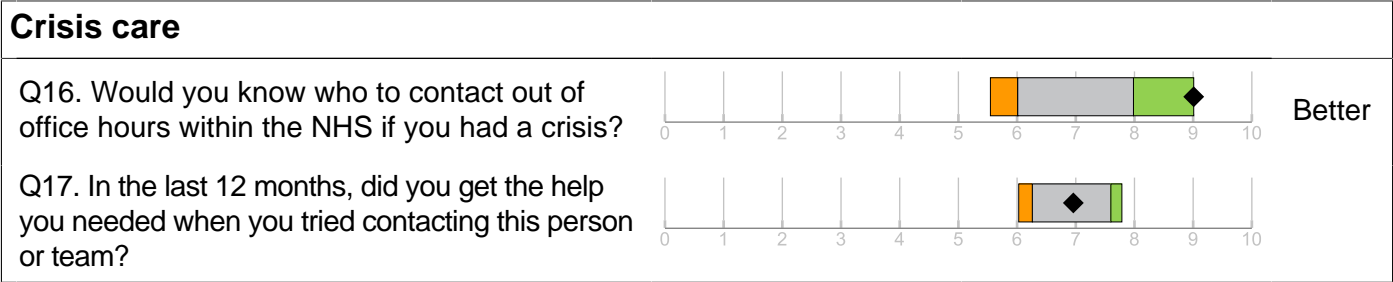 Crisis care
Q16. Would you know who to contact out of
office hours within the NHS if you had a crisis?
0 1 2 3 4 5 6 7 8 9 10
Better
Q17. In the last 12 months, did you get the help
you needed when you tried contacting this person
or team?
0 1 2 3 4 5 6 7 8 9 10